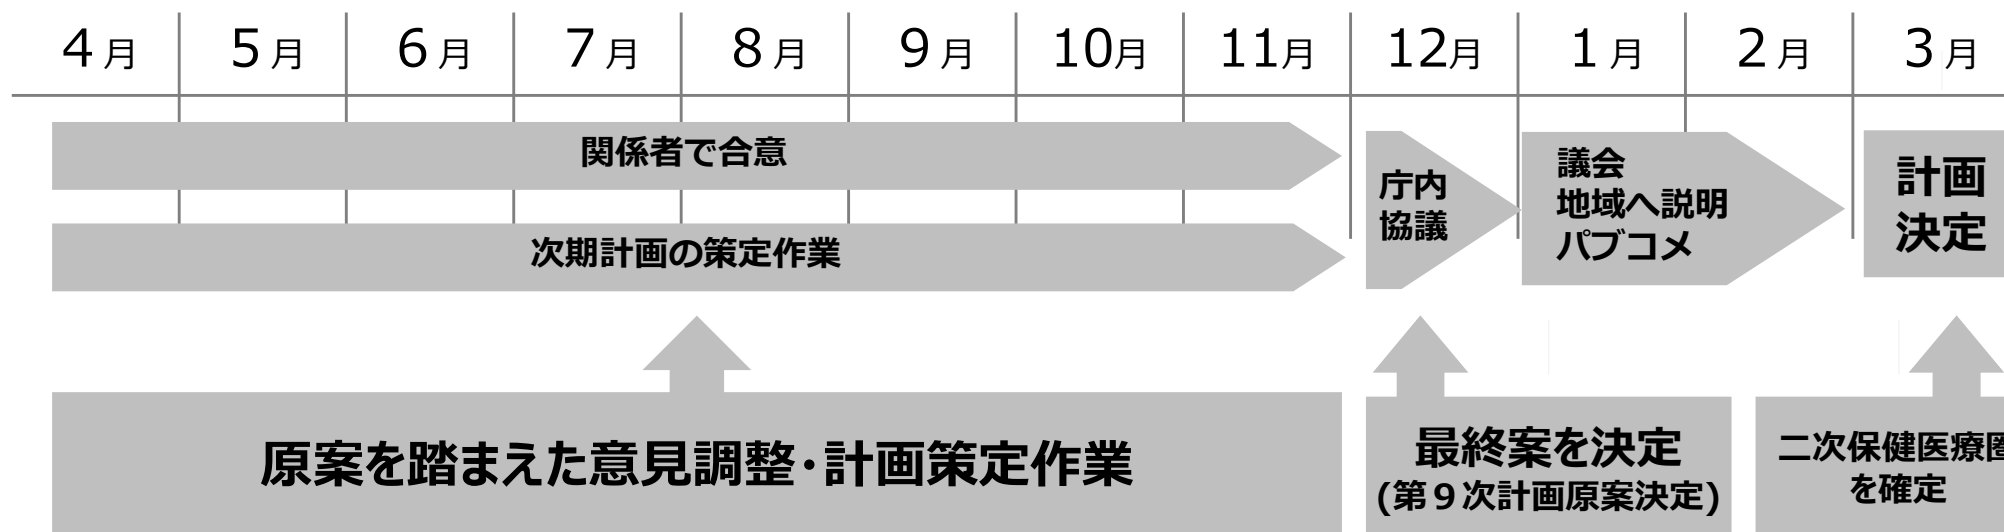 4月 5月 6月 7月 8月 9月 10月 11月 12月 1月 2月 3月
関係者で合意
次期計画の策定作業
庁内
協議
議会
地域へ説明
パブコメ
計画
決定
原案を踏まえた意見調整・計画策定作業
最終案を決定
(第９次計画原案決定)
二次保健医療圏
を確定